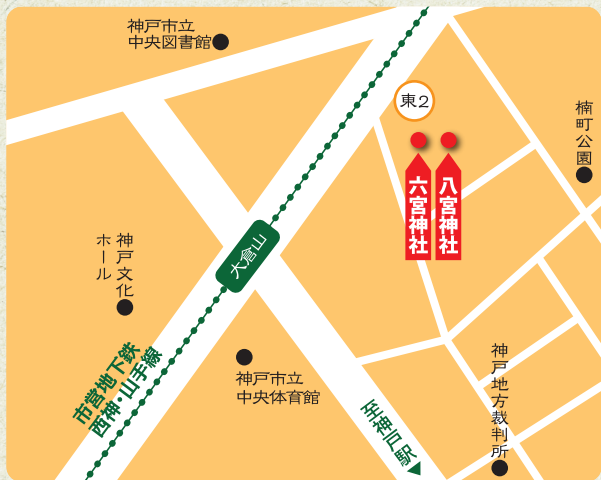 神戸市立
中央図書館
東2
楠町公園
六宮神社
八宮神社
大倉山
神戸文化
ホール
市営地下鉄
西神・山手線
神戸市立
中央体育館
至神戸駅
神戸地方裁判所